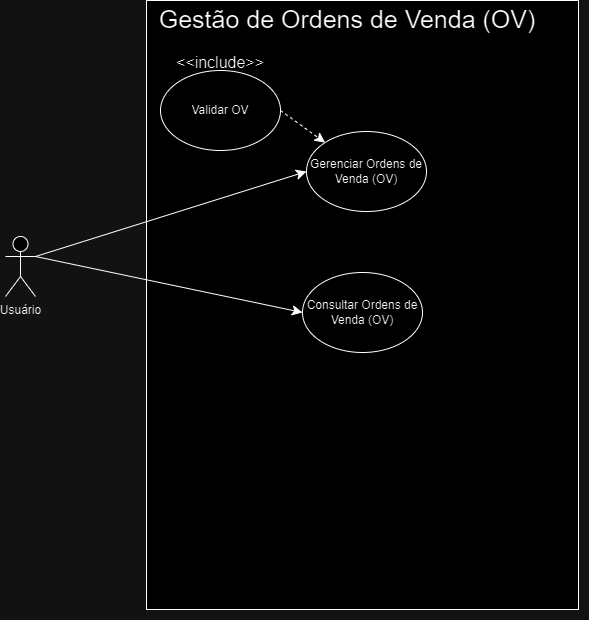 Gestão de Ordens de Venda (OV)
<<include>>
Validar OV
Gerenciar Ordens de
Venda (OV)
Usuário
Consultar Ordens de
Venda (OV)